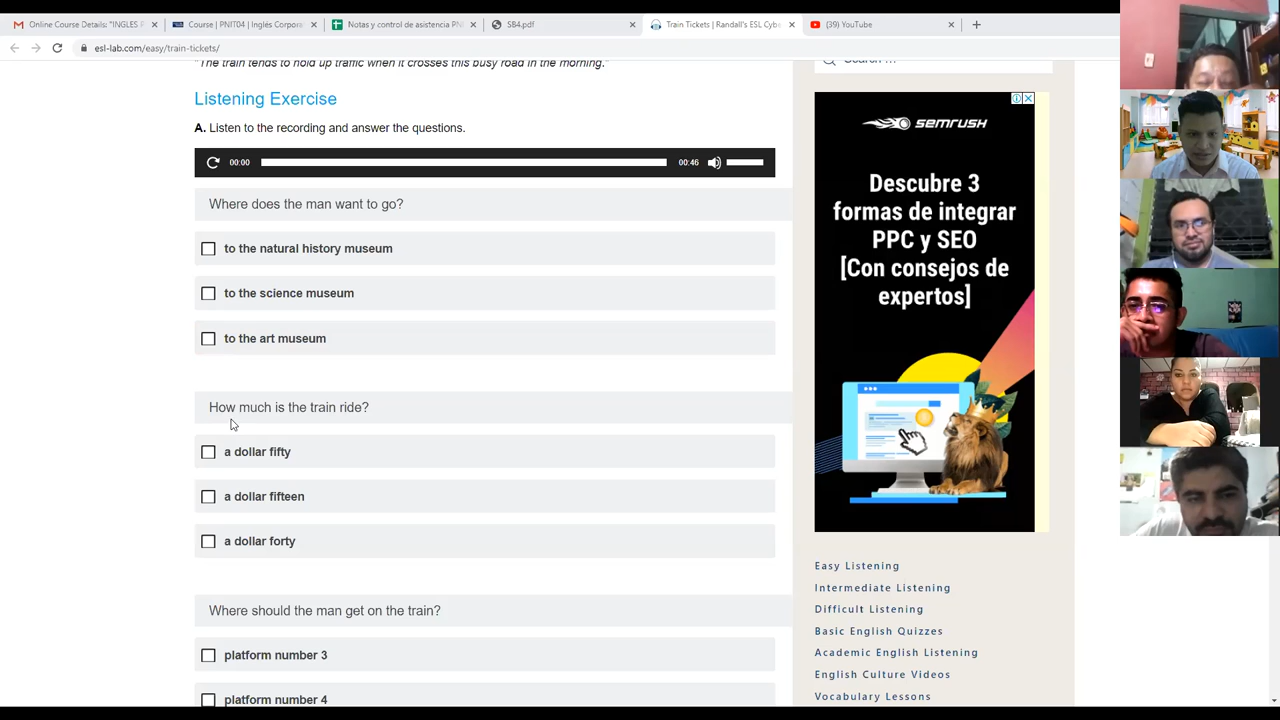 Online Course Details: "INGLES P
Course | PNIT04 | Inglés Corpora
Notas y control de asistencia PNI
SB4.pdf
Train Tickets | Randall's ESL Cybe
(39) YouTube
esl-lab.com/easy/train-tickets/
"The train tends to hold up traffic when it crosses this busy road in the morning."
Listening Exercise
A. Listen to the recording and answer the questions.
00:00
00:46
Where does the man want to go?
to the natural history museum
to the science museum
to the art museum
How much is the train ride?
a dollar fifty
a dollar fifteen
a dollar forty
Where should the man get on the train?
platform number 3
platform number 4
Search …
SEMRUSH
Descubre 3
formas de integrar
PPC y SEO
[Con consejos de
expertos]
Easy Listening
Intermediate Listening
Difficult Listening
Basic English Quizzes
Academic English Listening
English Culture Videos
Vocabulary Lessons